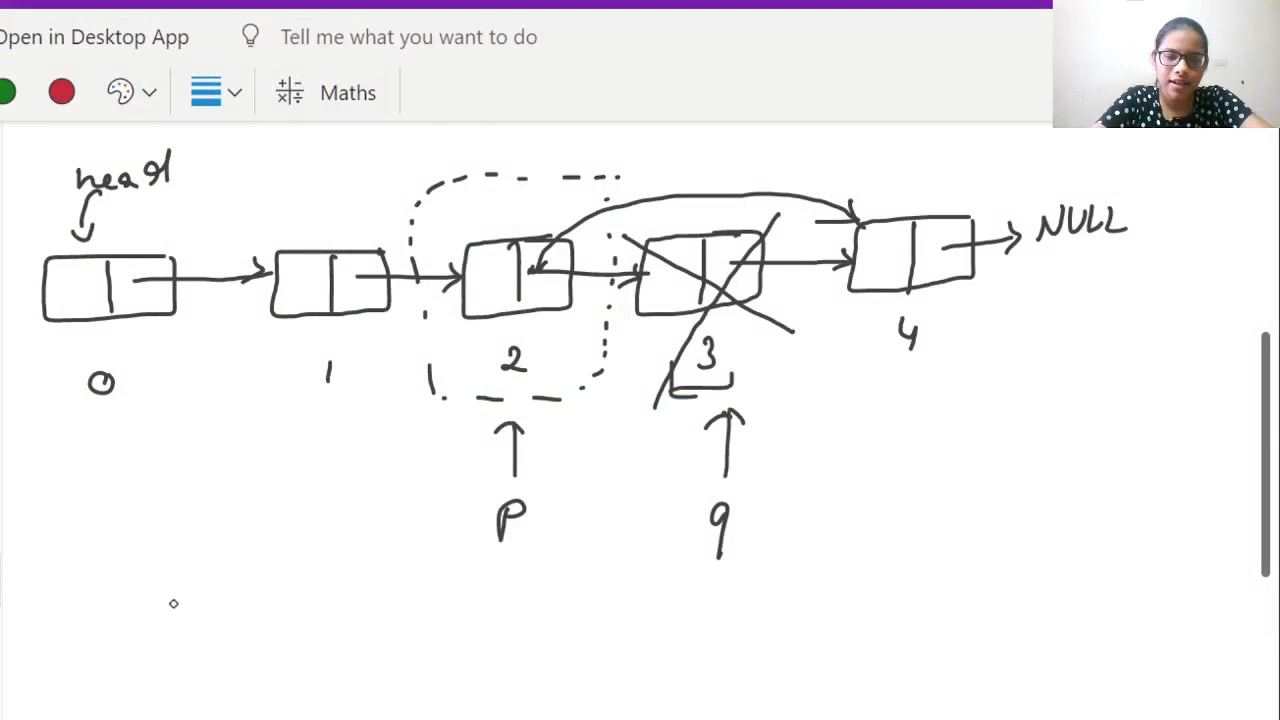 Open in Desktop App
Tell me what you want to do
Maths
head
NULL
0
1
2
3
4
P
q